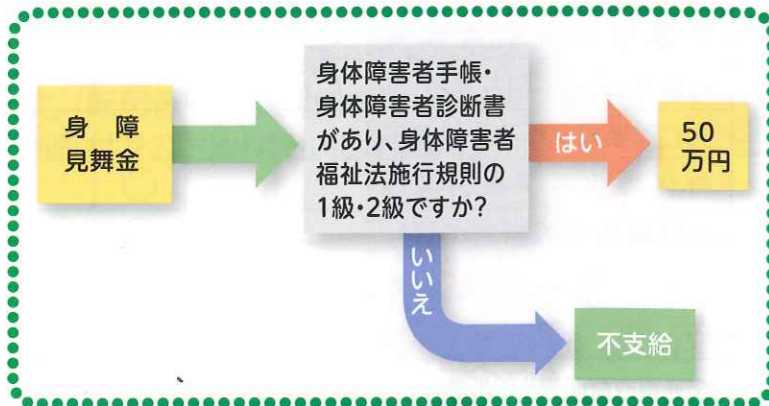 身障
見舞金
身体障害者手帳・
身体障害者診断書
があり、身体障害者
福祉法施行規則の
1級・2級ですか?
はい
50
万円
いいえ
不支給